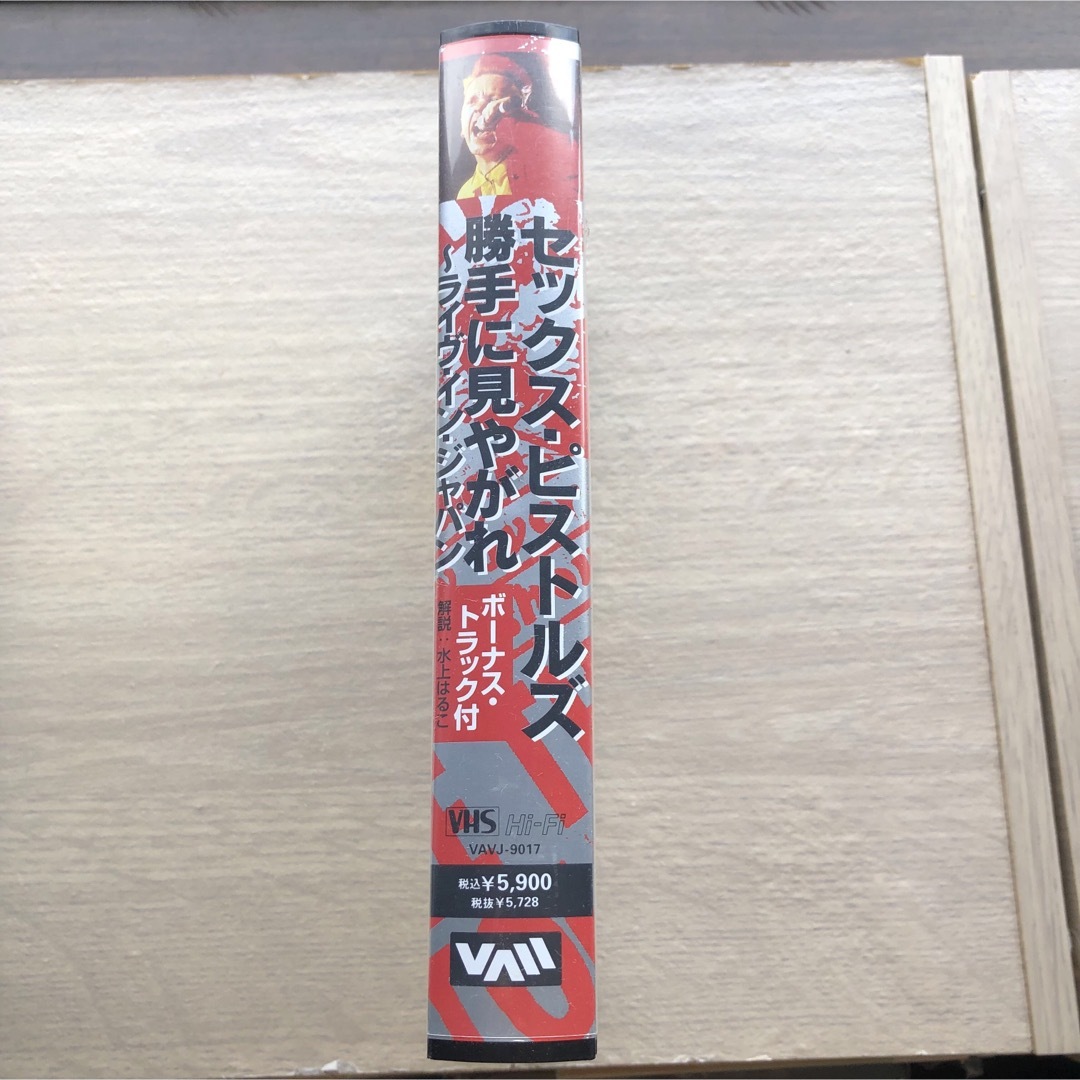 セックス・ピストルズ
勝手に見やがれ
〜ライヴ・イン・ジャパン
ボーナス・
トラック付
解説：水上はるこ
VHS Hi-Fi
VAVJ-9017
税込¥5,900
税抜¥5,728
VAll